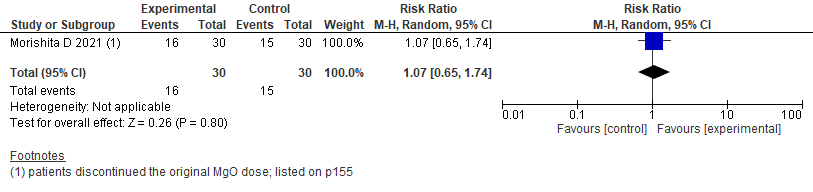 Experimental Control Risk Ratio Risk Ratio
Study or Subgroup Events Total Events Total Weight M-H, Random, 95% CI M-H, Random, 95% CI
Morishita D 2021 (1) 16 30 15 30 100.0% 1.07 [0.65, 1.74]
Total (95% CI) 30 30 100.0% 1.07 [0.65, 1.74]
Total events 16 15
Heterogeneity: Not applicable
Test for overall effect: Z = 0.26 (P = 0.80)
0.01 0.1 1 10 100
Favours [control] Favours [experimental]
Footnotes
(1) patients discontinued the original MgO dose; listed on p155